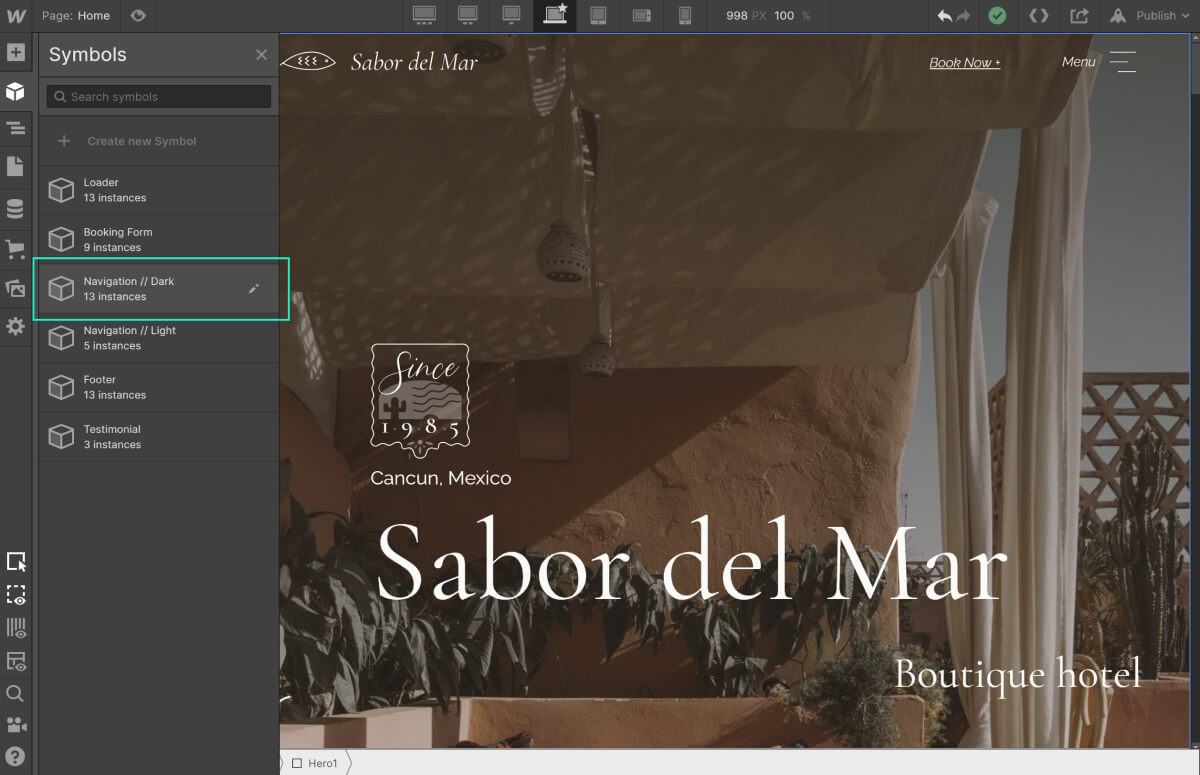 Page: Home
998 PX 100 %
Publish
Symbols
Search symbols
Create new Symbol
Loader
13 instances
Booking Form
9 instances
Navigation // Dark
13 instances
Navigation // Light
5 instances
Footer
13 instances
Testimonial
3 instances
Sabor del Mar
Book Now +
Menu
Since
1·9·8·5
Cancun, Mexico
Sabor del Mar
Boutique hotel
Hero1